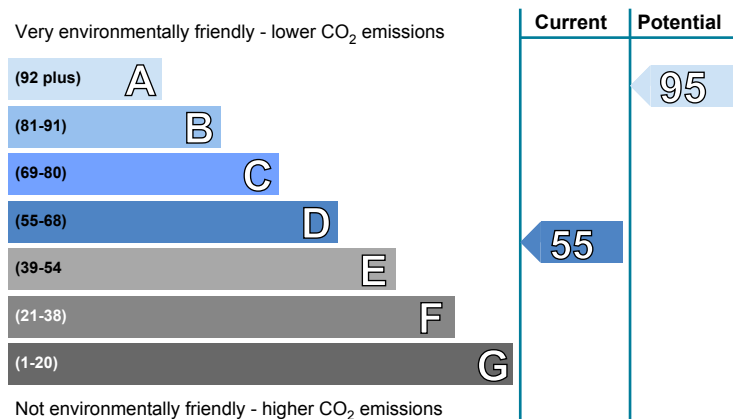 Very environmentally friendly - lower CO2 emissions
Current
Potential
(92 plus) A
(81-91) B
(69-80) C
(55-68) D
(39-54 E
(21-38) F
(1-20) G
55
95
Not environmentally friendly - higher CO2 emissions